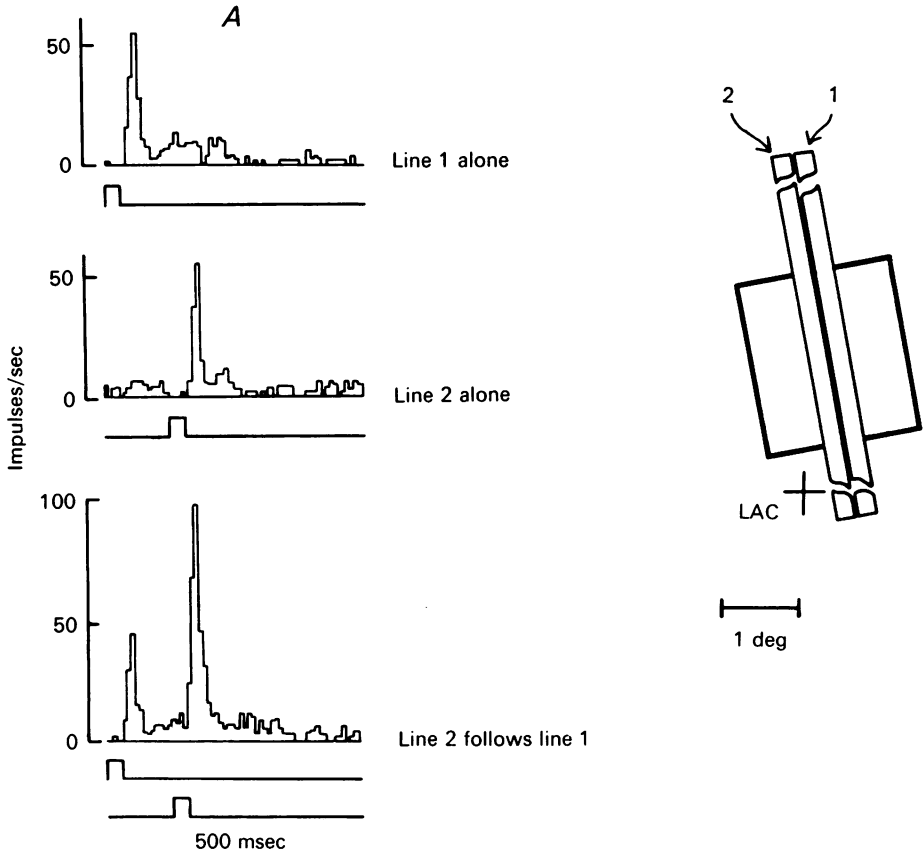 A
50
0
Line 1 alone
50
0
Line 2 alone
Impulses/sec
100
50
0
Line 2 follows line 1
500 msec
2
1
LAC
1 deg